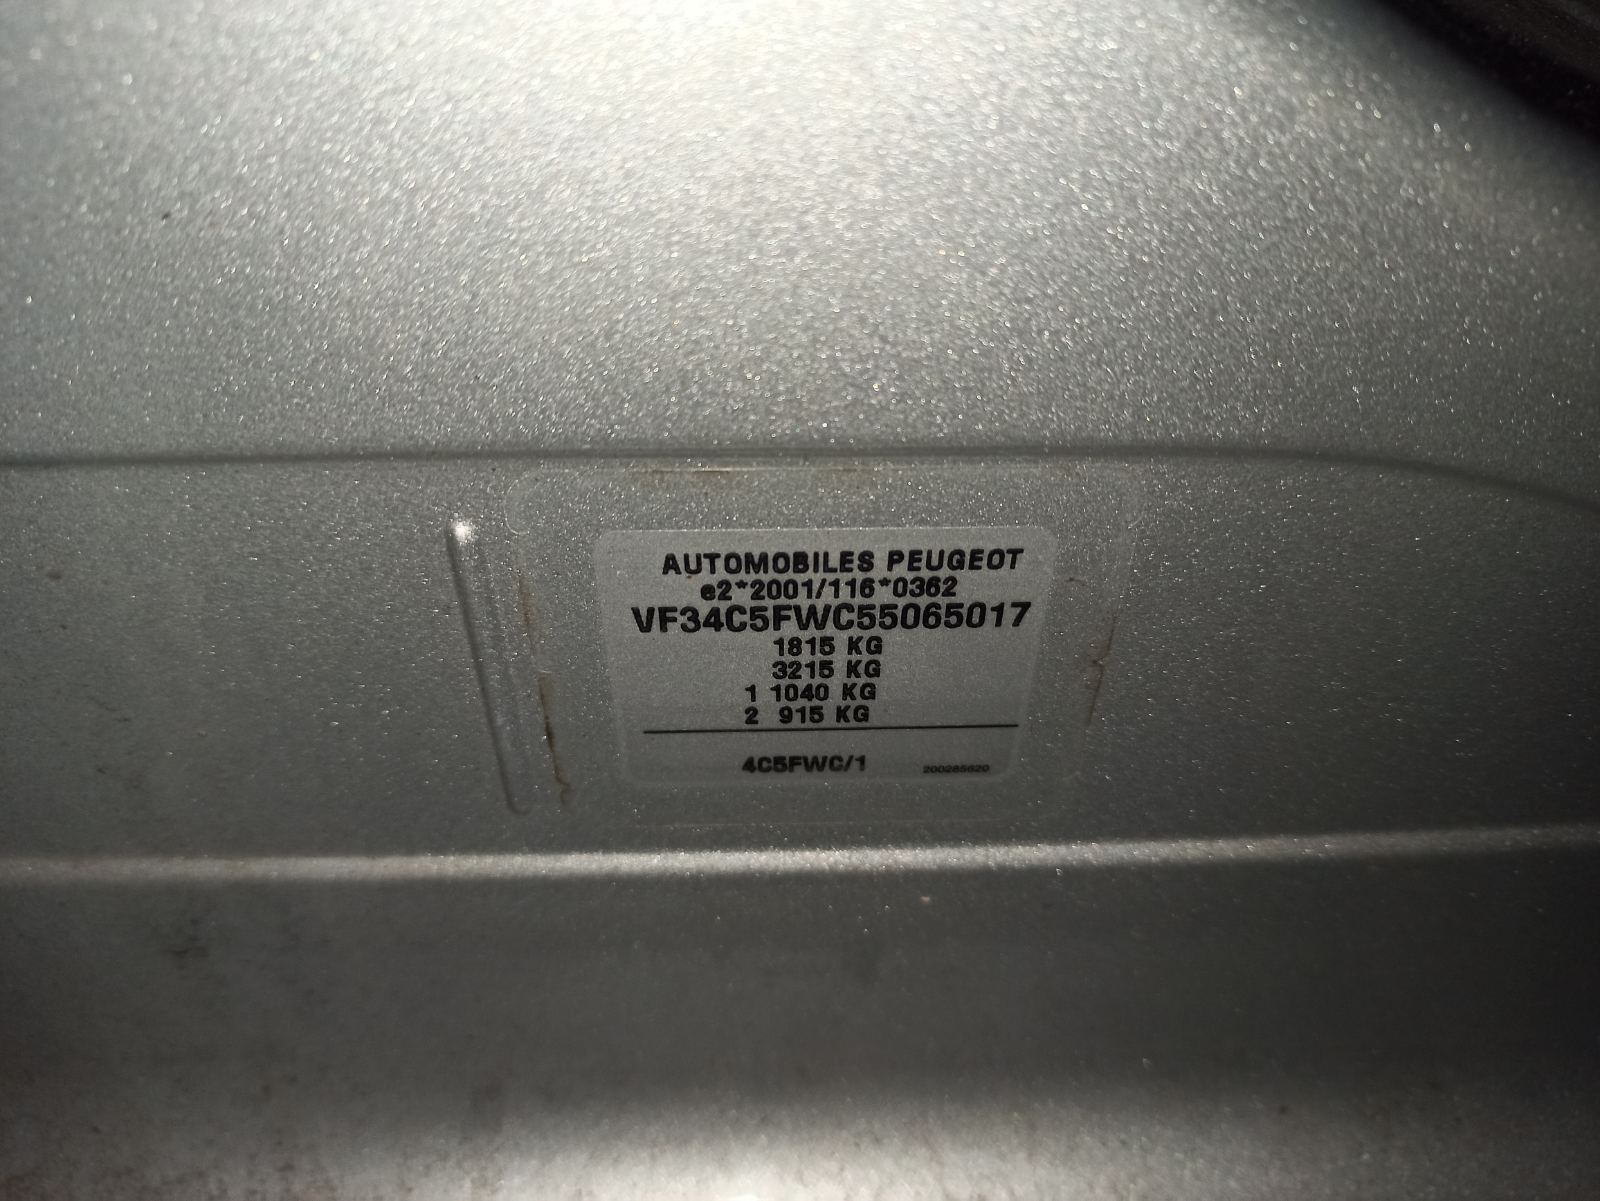 AUTOMOBILES PEUGEOT
e2*2001/116*0362
VF34C5FWC55065017
1815 KG
3215 KG
1 1040 KG
2 915 KG
4C5FWC/1
200285620